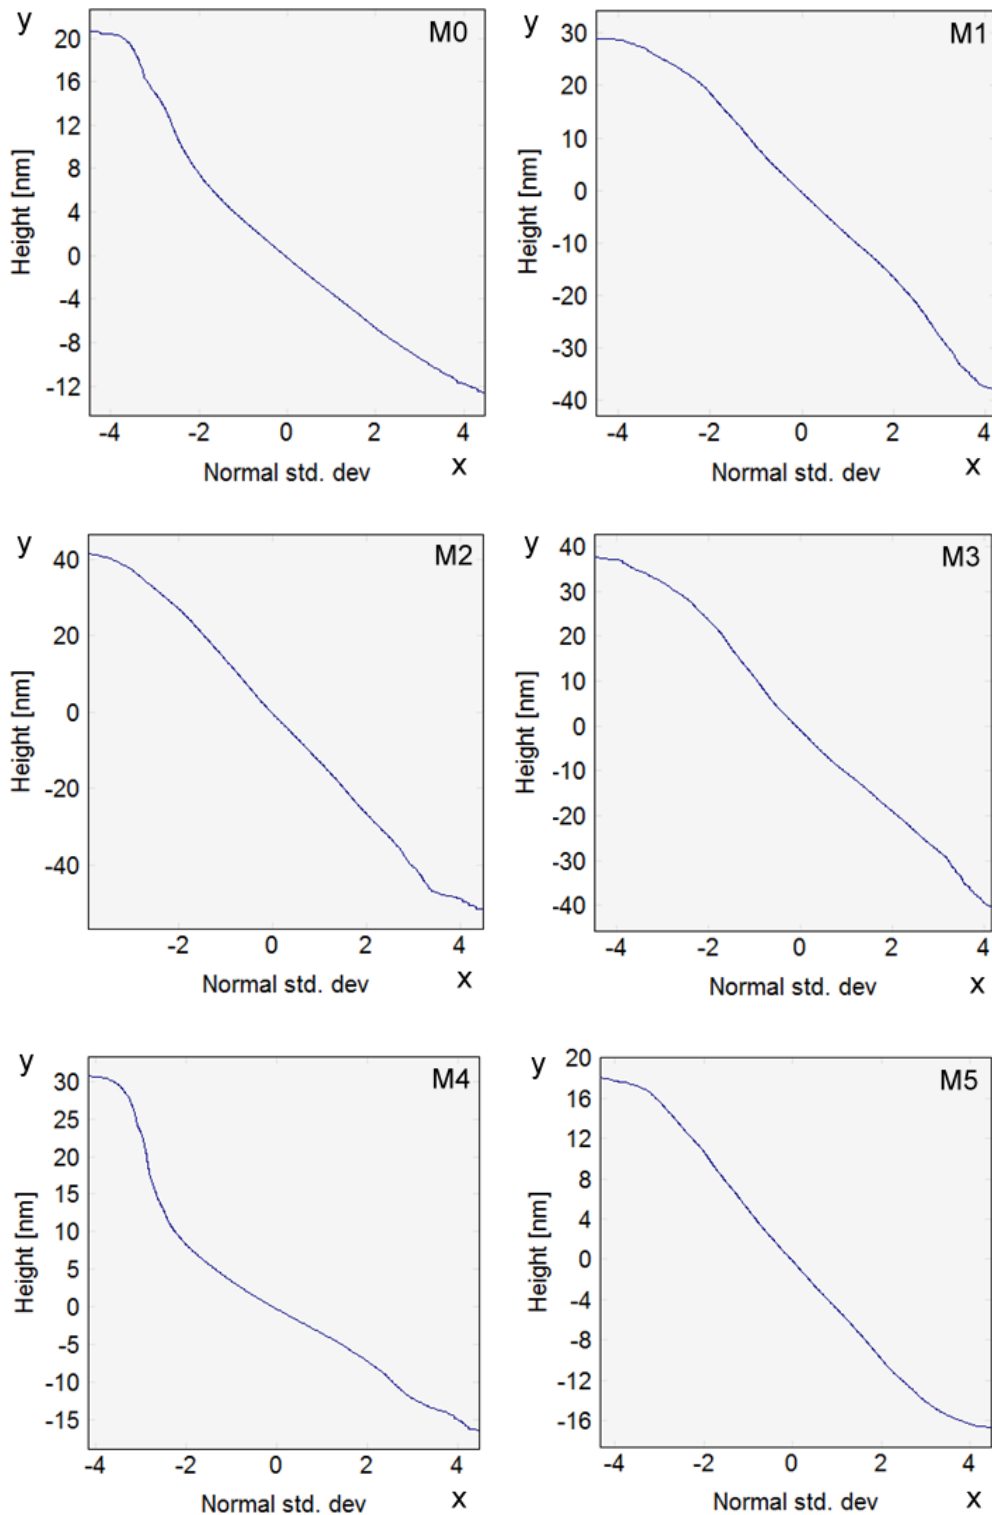 y
M0
20
16
12
8
4
0
-4
-8
-12
Height [nm]
-4 -2 0 2 4
Normal std. dev
x
y
M1
30
20
10
0
-10
-20
-30
-40
Height [nm]
-4 -2 0 2 4
Normal std. dev
x
y
M2
40
20
0
-20
-40
Height [nm]
-2 0 2 4
Normal std. dev
x
y
M3
40
30
20
10
0
-10
-20
-30
-40
Height [nm]
-4 -2 0 2 4
Normal std. dev
x
y
M4
30
25
20
15
10
5
0
-5
-10
-15
Height [nm]
-4 -2 0 2 4
Normal std. dev
x
y
M5
20
16
12
8
4
0
-4
-8
-12
-16
Height [nm]
-4 -2 0 2 4
Normal std. dev
x